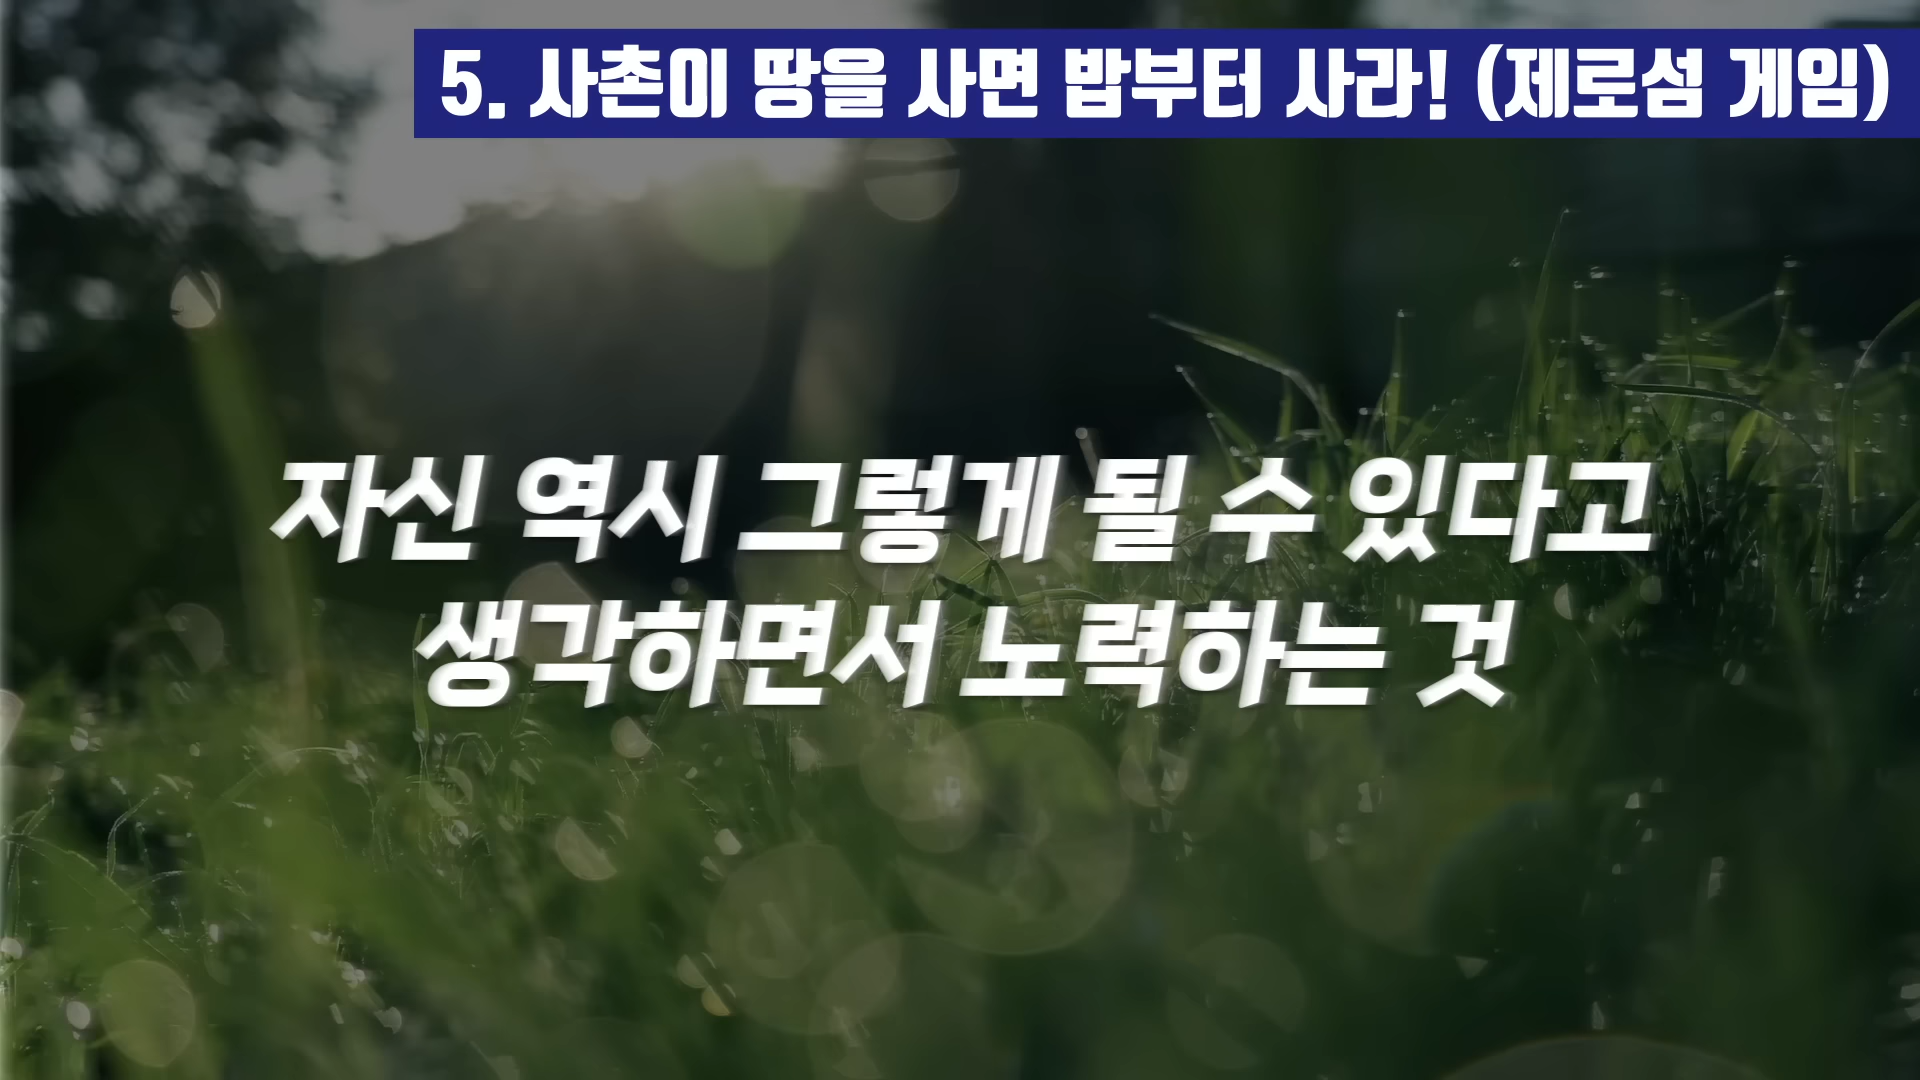 5. 사촌이 땅을 사면 밥부터 사라! (제로섬 게임)
자신 역시 그렇게 될 수 있다고
생각하면서 노력하는 것